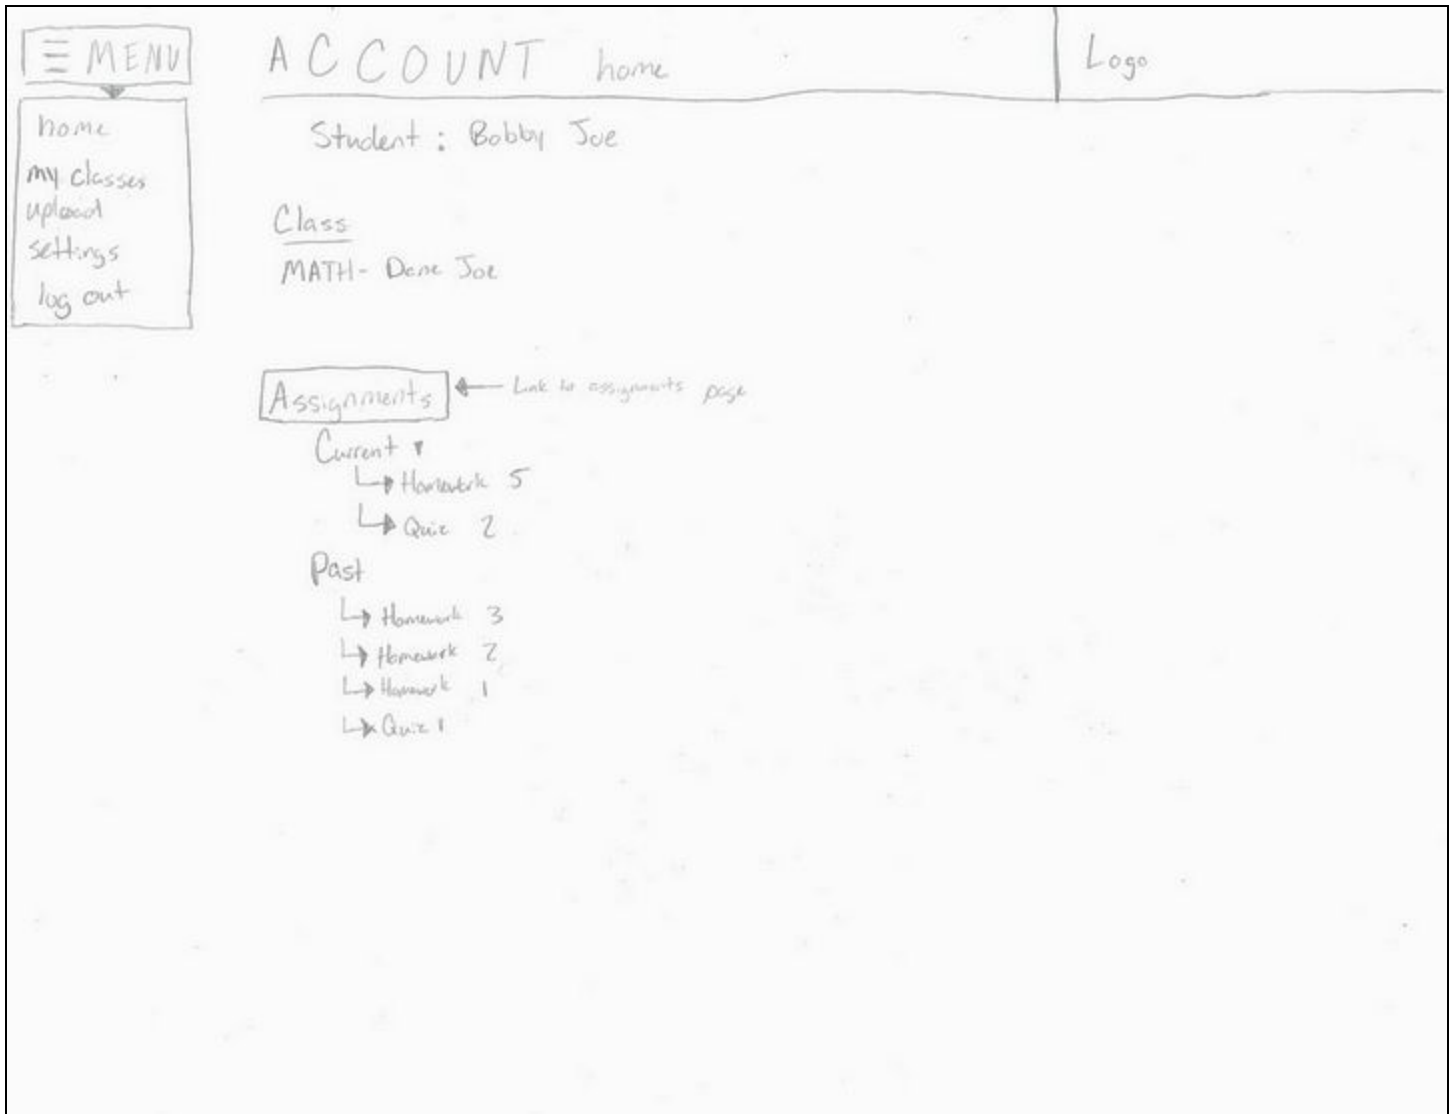 ☰ MENU
ACCOUNT home
Logo
home
my classes
upload
settings
log out
Student : Bobby Joe
Class
MATH- Dane Joe
Assignments
Link to assignments page
Current ▼
Homework 5
Quiz 2
Past
Homework 3
Homework 2
Homework 1
Quiz 1